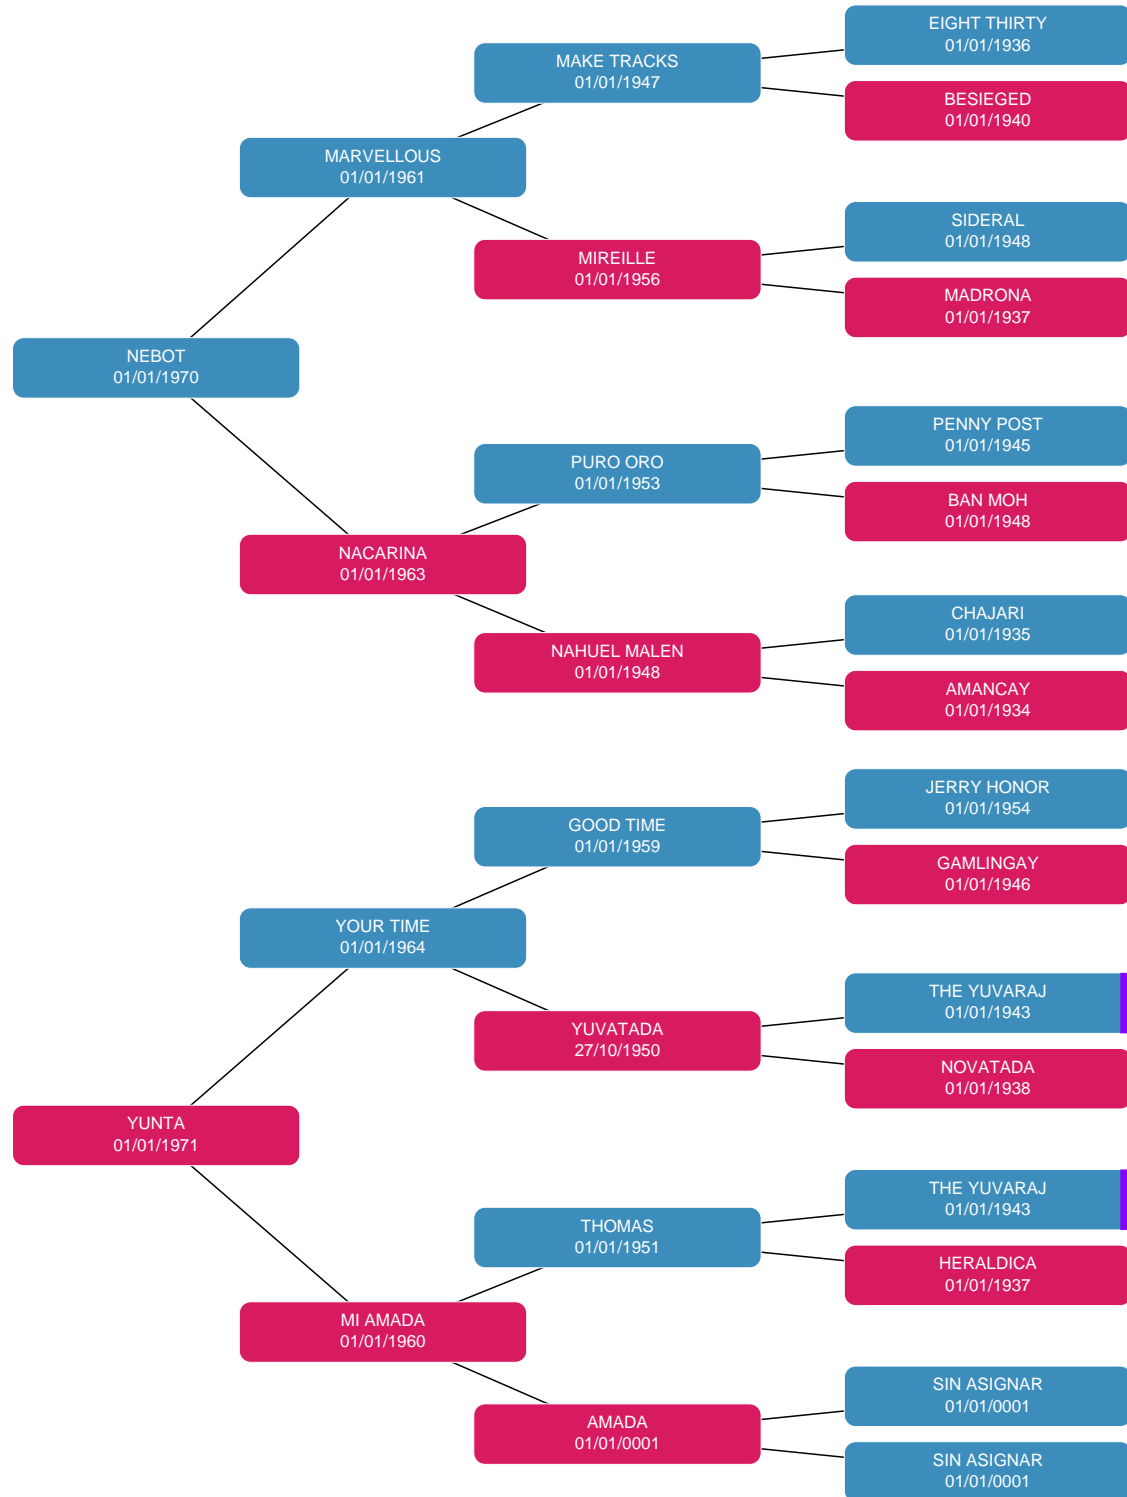 EIGHT THIRTY
01/01/1936
MAKE TRACKS
01/01/1947
BESIEGED
01/01/1940
MARVELLOUS
01/01/1961
SIDERAL
01/01/1948
MIREILLE
01/01/1956
MADRONA
01/01/1937
NEBOT
01/01/1970
PENNY POST
01/01/1945
PURO ORO
01/01/1953
BAN MOH
01/01/1948
NACARINA
01/01/1963
CHAJARI
01/01/1935
NAHUEL MALEN
01/01/1948
AMANCAY
01/01/1934
JERRY HONOR
01/01/1954
GOOD TIME
01/01/1959
GAMLINGAY
01/01/1946
YOUR TIME
01/01/1964
THE YUVARAJ
01/01/1943
YUVATADA
27/10/1950
NOVATADA
01/01/1938
YUNTA
01/01/1971
THE YUVARAJ
01/01/1943
THOMAS
01/01/1951
HERALDICA
01/01/1937
MI AMADA
01/01/1960
SIN ASIGNAR
01/01/0001
AMADA
01/01/0001
SIN ASIGNAR
01/01/0001